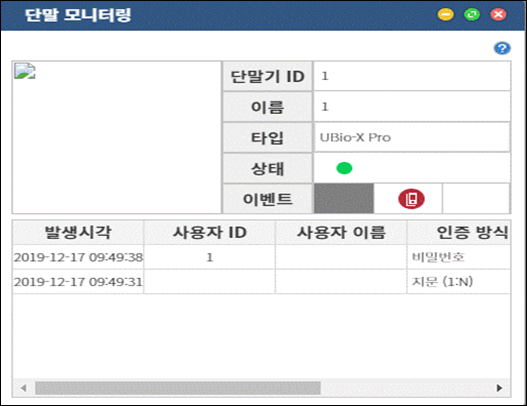 단말 모니터링
단말기 ID 1
이름 1
타입 UBio-X Pro
상태
이벤트
발생시각 사용자 ID 사용자 이름 인증 방식
2019-12-17 09:49:38 1 비밀번호
2019-12-17 09:49:31 지문 (1:N)